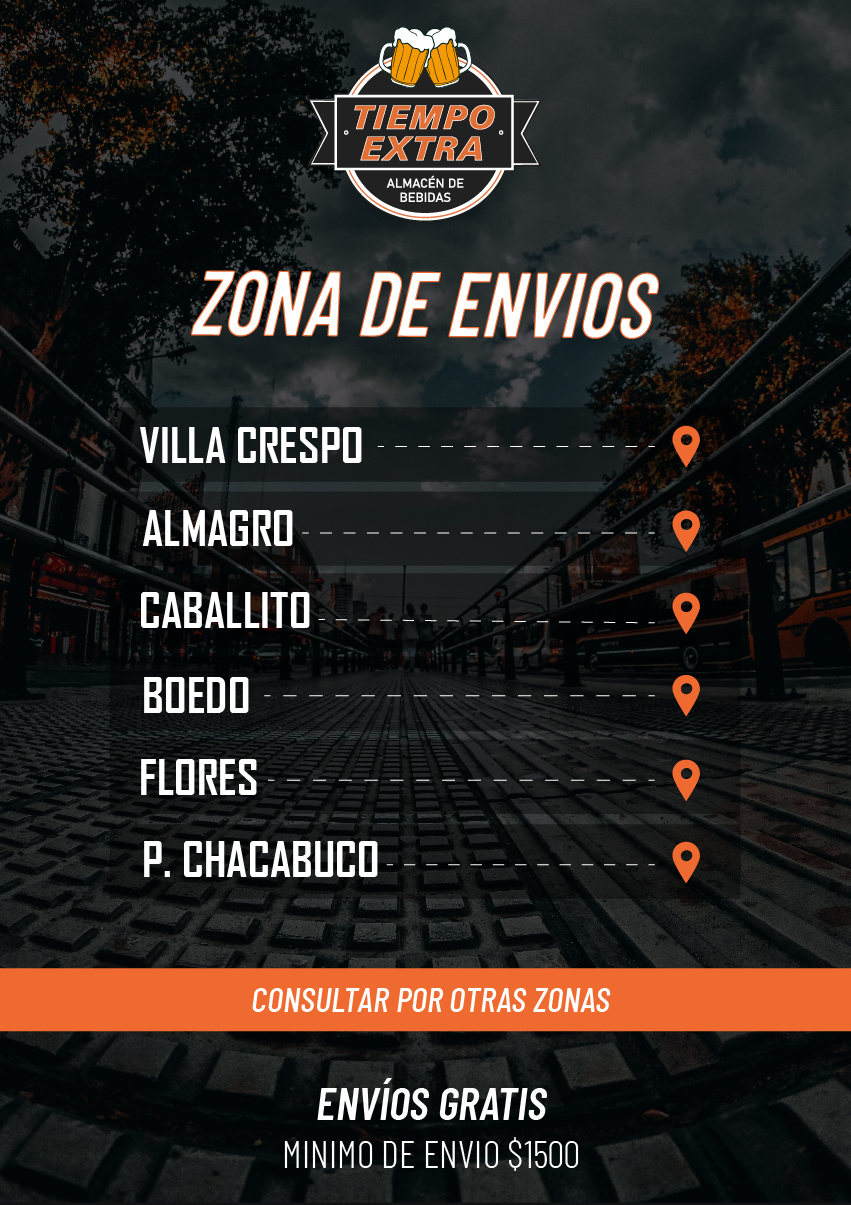 TIEMPO
EXTRA
ALMACÉN DE
BEBIDAS
ZONA DE ENVIOS
VILLA CRESPO
ALMAGRO
CABALLITO
BOEDO
FLORES
P. CHACABUCO
CONSULTAR POR OTRAS ZONAS
ENVÍOS GRATIS
MINIMO DE ENVIO $1500